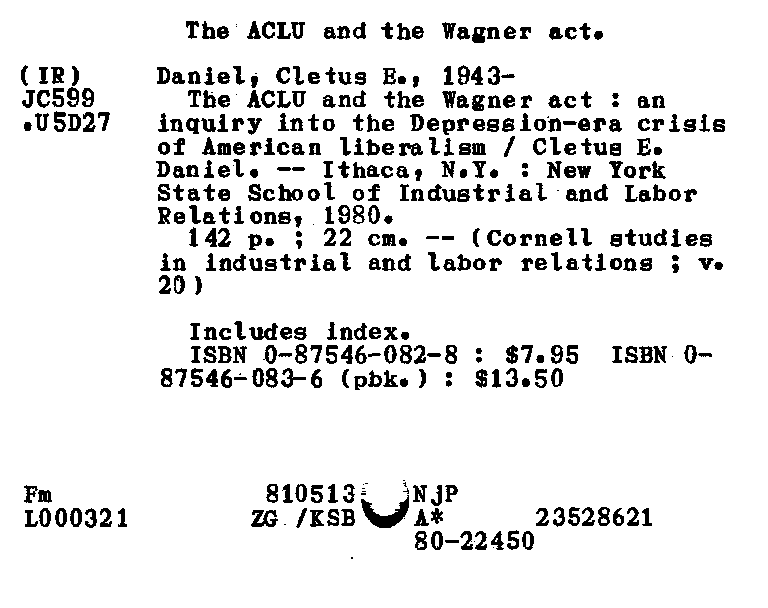 The ACLU and the Wagner act.
(IR) Daniel, Cletus E., 1943-
JC599 The ACLU and the Wagner act : an
.U5D27 inquiry into the Depression-era crisis
of American liberalism / Cletus E.
Daniel. -- Ithaca, N.Y. : New York
State School of Industrial and Labor
Relations, 1980.
142 p. ; 22 cm. -- (Cornell studies
in industrial and labor relations ; v.
20)
Includes index.
ISBN 0-87546-082-8 : $7.95 ISBN 0-
87546-083-6 (pbk.) : $13.50
Fm 810513 NJP
L000321 ZG /KSB A* 23528621
80-22450